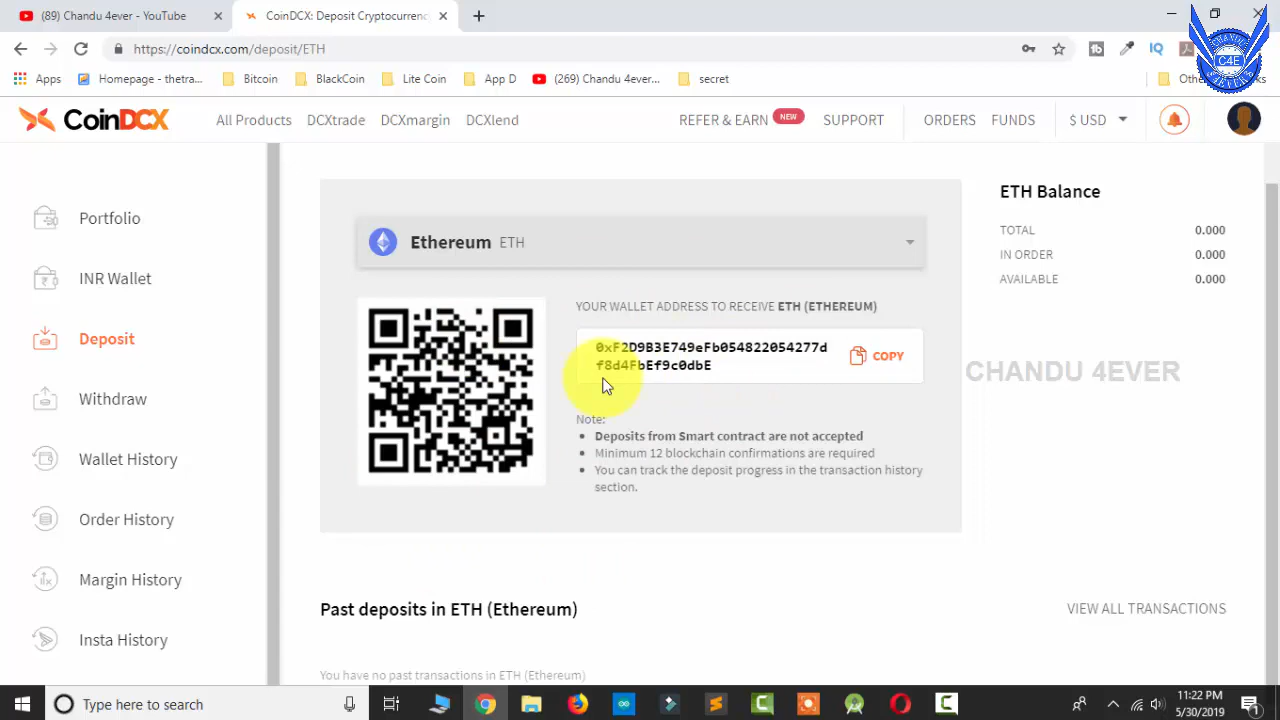 (89) Chandu 4ever - YouTube
CoinDCX: Deposit Cryptocurrenc
https://coindcx.com/deposit/ETH
Apps
Homepage - thetra...
Bitcoin
BlackCoin
Lite Coin
App D
(269) Chandu 4ever...
secret
CHANDU
C4E
4EVER
CoinDCX
All Products
DCXtrade
DCXmargin
DCXlend
REFER & EARN NEW
SUPPORT
ORDERS
FUNDS
$ USD
Portfolio
INR Wallet
Deposit
Withdraw
Wallet History
Order History
Margin History
Insta History
Ethereum ETH
YOUR WALLET ADDRESS TO RECEIVE ETH (ETHEREUM)
0xF2D9B3E749eFb054822054277d
f8d4FbEf9c0dbE
COPY
Note:
Deposits from Smart contract are not accepted
Minimum 12 blockchain confirmations are required
You can track the deposit progress in the transaction history
section.
ETH Balance
TOTAL 0.000
IN ORDER 0.000
AVAILABLE 0.000
CHANDU 4EVER
Past deposits in ETH (Ethereum)
VIEW ALL TRANSACTIONS
You have no past transactions in ETH (Ethereum)
Type here to search
11:22 PM
5/30/2019